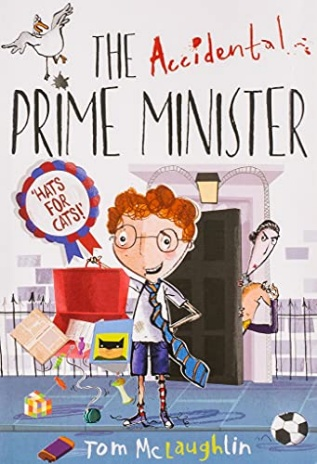 THE Accidental
PRIME MINISTER
'HATS
FOR
CATS!'
TOM McLaughlin